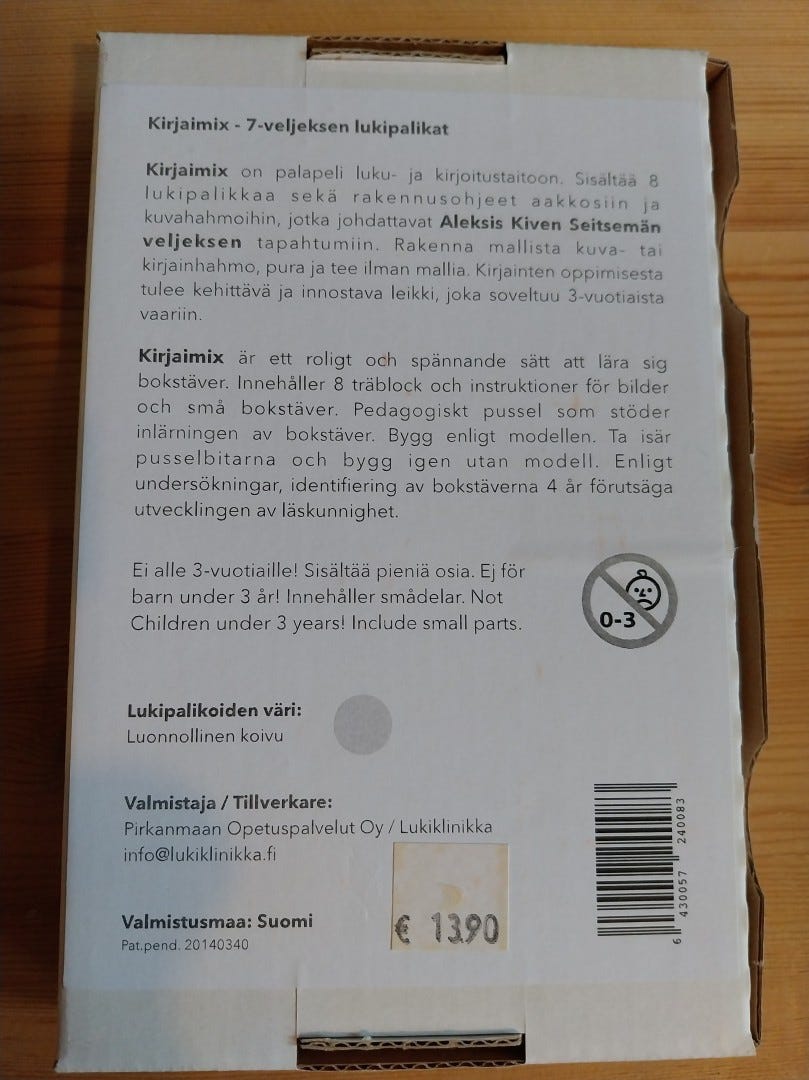 Kirjaimix - 7-veljeksen lukipalikat
Kirjaimix on palapeli luku- ja kirjoitustaitoon. Sisältää 8
lukipalikkaa sekä rakennusohjeet aakkosiin ja
kuvahahmoihin, jotka johdattavat Aleksis Kiven Seitsemän
veljeksen tapahtumiin. Rakenna mallista kuva- tai
kirjainhahmo, pura ja tee ilman mallia. Kirjainten oppimisesta
tulee kehittävä ja innostava leikki, joka soveltuu 3-vuotiaista
vaariin.
Kirjaimix är ett roligt och spännande sätt att lära sig
bokstäver. Innehåller 8 träblock och instruktioner för bilder
och små bokstäver. Pedagogiskt pussel som stöder
inlärningen av bokstäver. Bygg enligt modellen. Ta isär
pusselbitarna och bygg igen utan modell. Enligt
undersökningar, identifiering av bokstäverna 4 år förutsäga
utvecklingen av läskunnighet.
Ei alle 3-vuotiaille! Sisältää pieniä osia. Ej för
barn under 3 år! Innehåller smådelar. Not
Children under 3 years! Include small parts.
0-3
Lukipalikoiden väri:
Luonnollinen koivu
Valmistaja / Tillverkare:
Pirkanmaan Opetuspalvelut Oy / Lukiklinikka
info@lukiklinikka.fi
Valmistusmaa: Suomi
Pat.pend. 20140340
€ 13.90
6 430057 240083